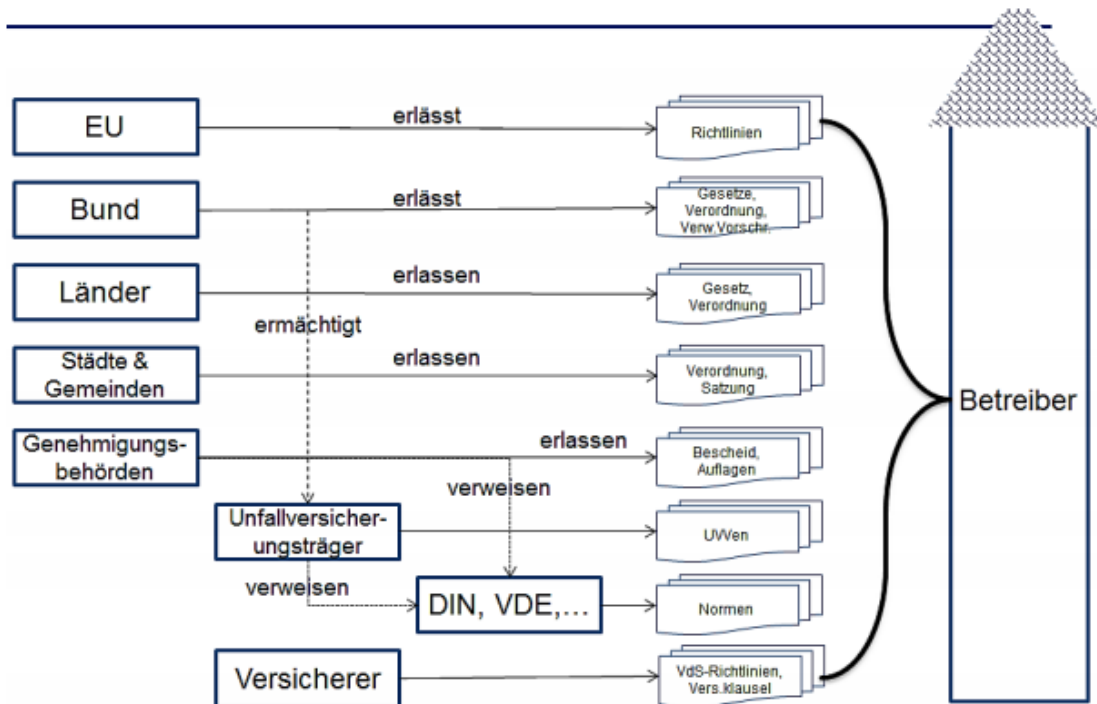 EU
erlässt
Richtlinien
Bund
erlässt
Gesetze,
Verordnung,
Verw.Vorschr.
Länder
erlassen
Gesetz,
Verordnung
ermächtigt
Städte &
Gemeinden
erlassen
Verordnung,
Satzung
Betreiber
Genehmigungs-
behörden
erlassen
Bescheid,
Auflagen
verweisen
Unfallversicher-
ungsträger
UVVen
verweisen
DIN, VDE,...
Normen
Versicherer
VdS-Richtlinien,
Vers.klausel